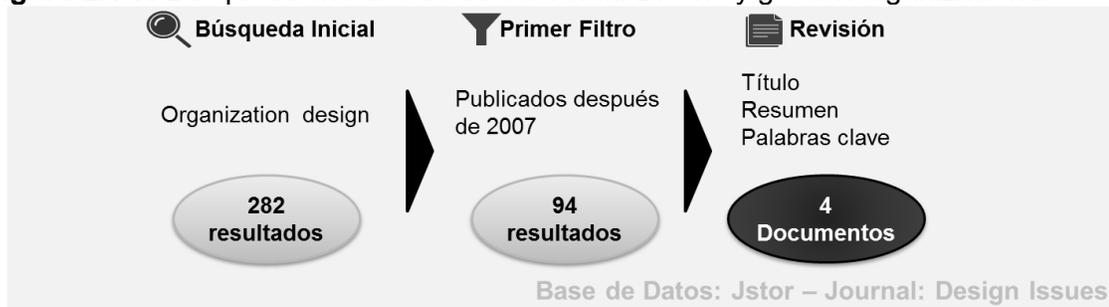 Búsqueda Inicial
Primer Filtro
Revisión
Organization design
Publicados después
de 2007
Título
Resumen
Palabras clave
282
resultados
94
resultados
4
Documentos
Base de Datos: Jstor – Journal: Design Issues